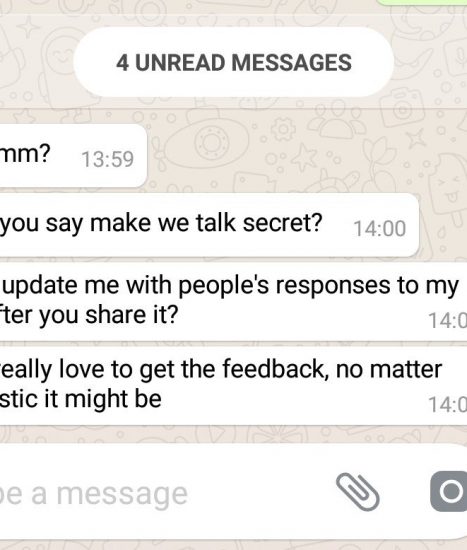 4 UNREAD MESSAGES
mm? 13:59
you say make we talk secret? 14:00
update me with people's responses to my
fter you share it? 14:0
eally love to get the feedback, no matter
stic it might be 14:0
pe a message